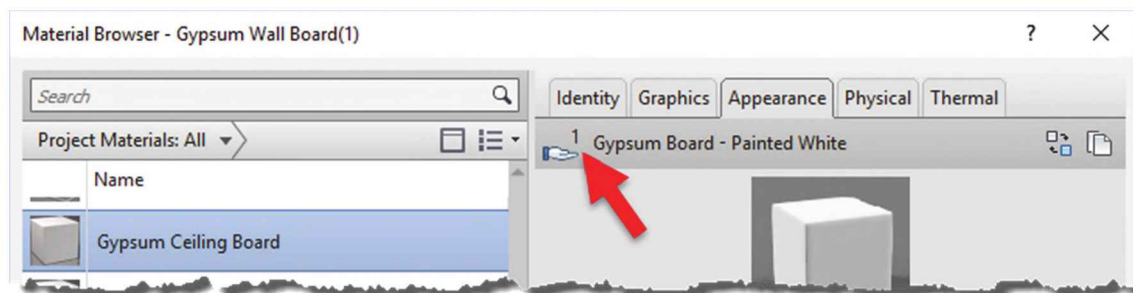 Material Browser - Gypsum Wall Board(1)
?
Search
Identity Graphics Appearance Physical Thermal
Project Materials: All
1
Gypsum Board - Painted White
Name
Gypsum Ceiling Board